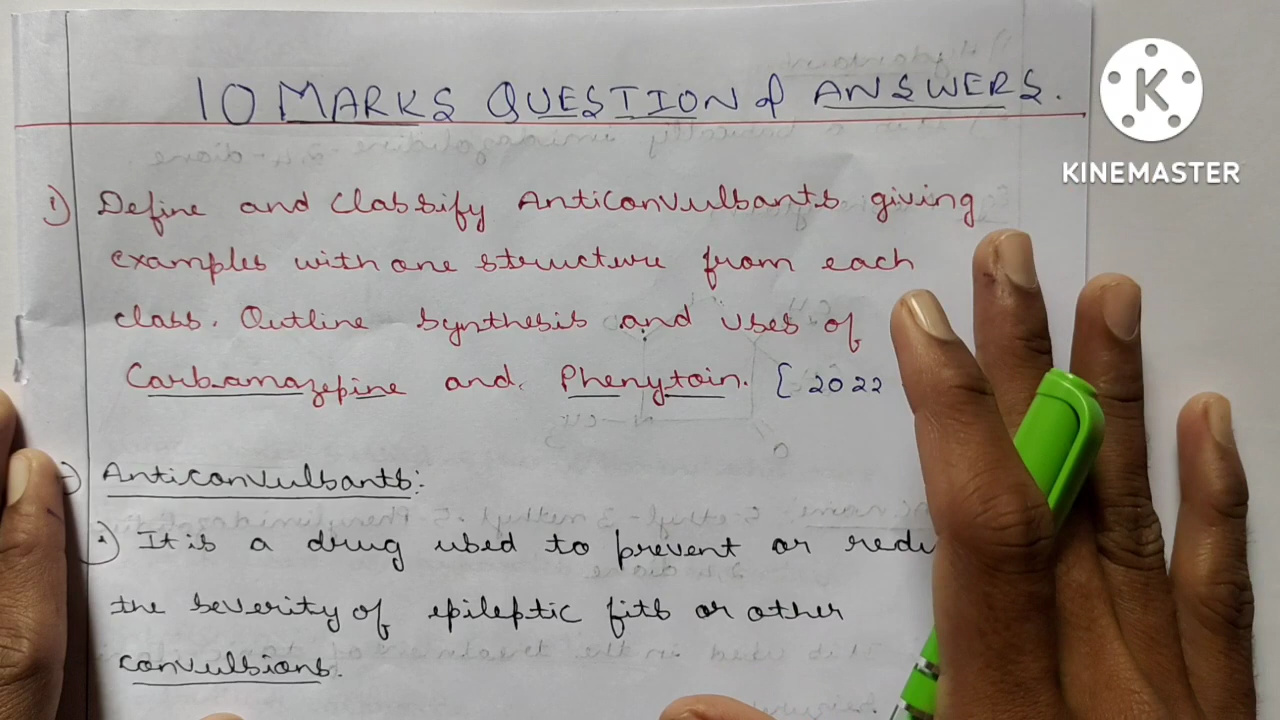 10 MARKS QUESTION & ANSWERS.
1) Define and classify Anticonvulsants giving
examples with one structure from each
class. Outline synthesis and uses of
Carbamazepine and Phenytoin. [2022
Anticonvulsants:
It is a drug used to prevent or redu
the severity of epileptic fits or other
convulsions.
K
KINEMASTER